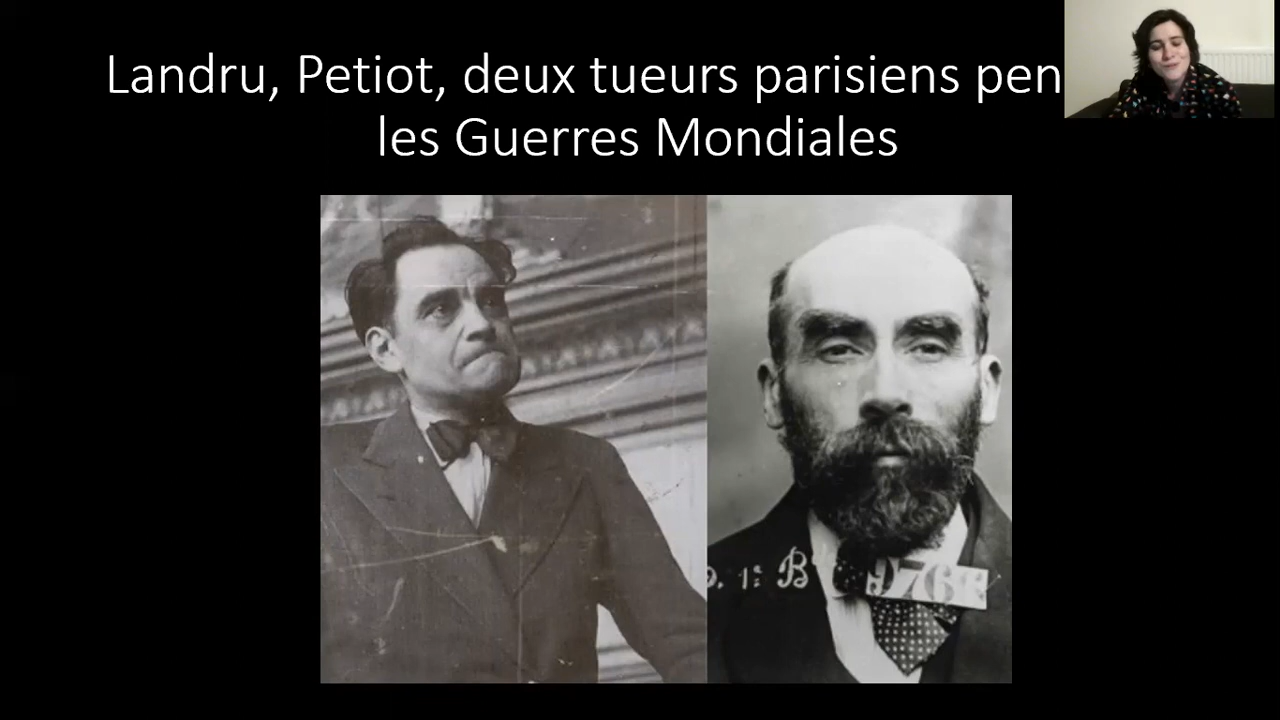 Landru, Petiot, deux tueurs parisiens pen
les Guerres Mondiales